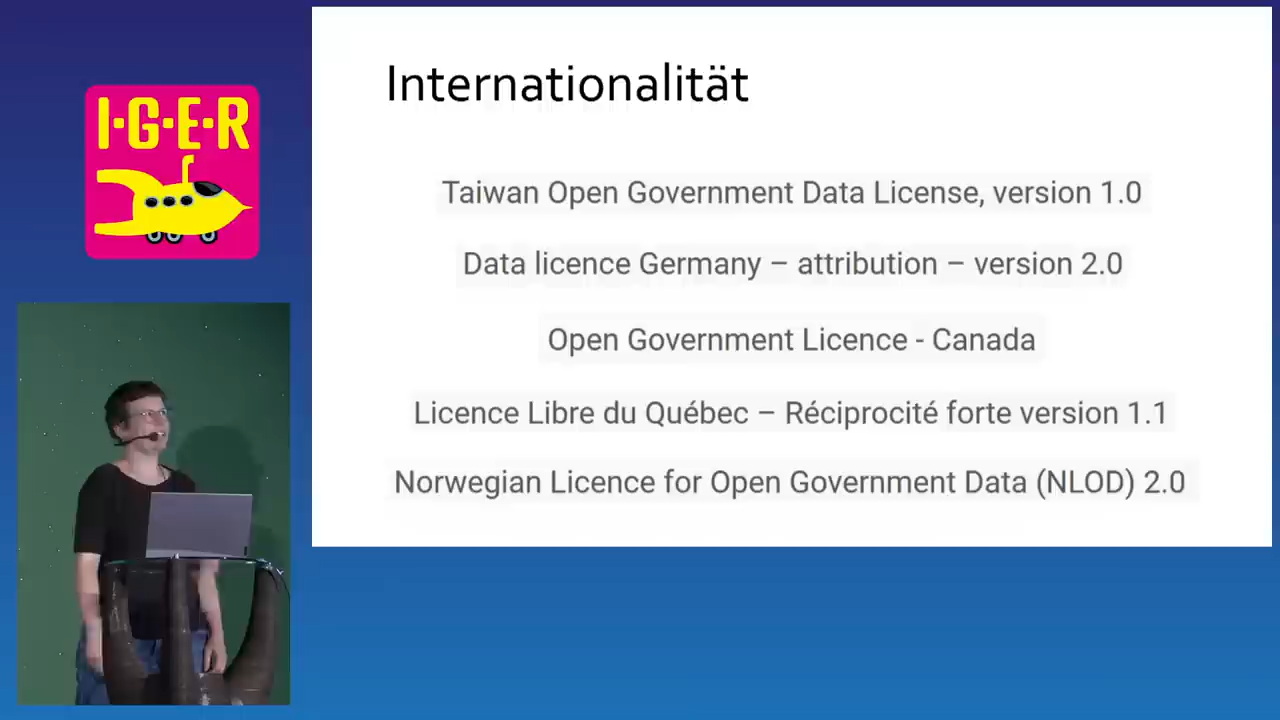 I·G·E·R
Internationalität
Taiwan Open Government Data License, version 1.0
Data licence Germany – attribution – version 2.0
Open Government Licence - Canada
Licence Libre du Québec – Réciprocité forte version 1.1
Norwegian Licence for Open Government Data (NLOD) 2.0